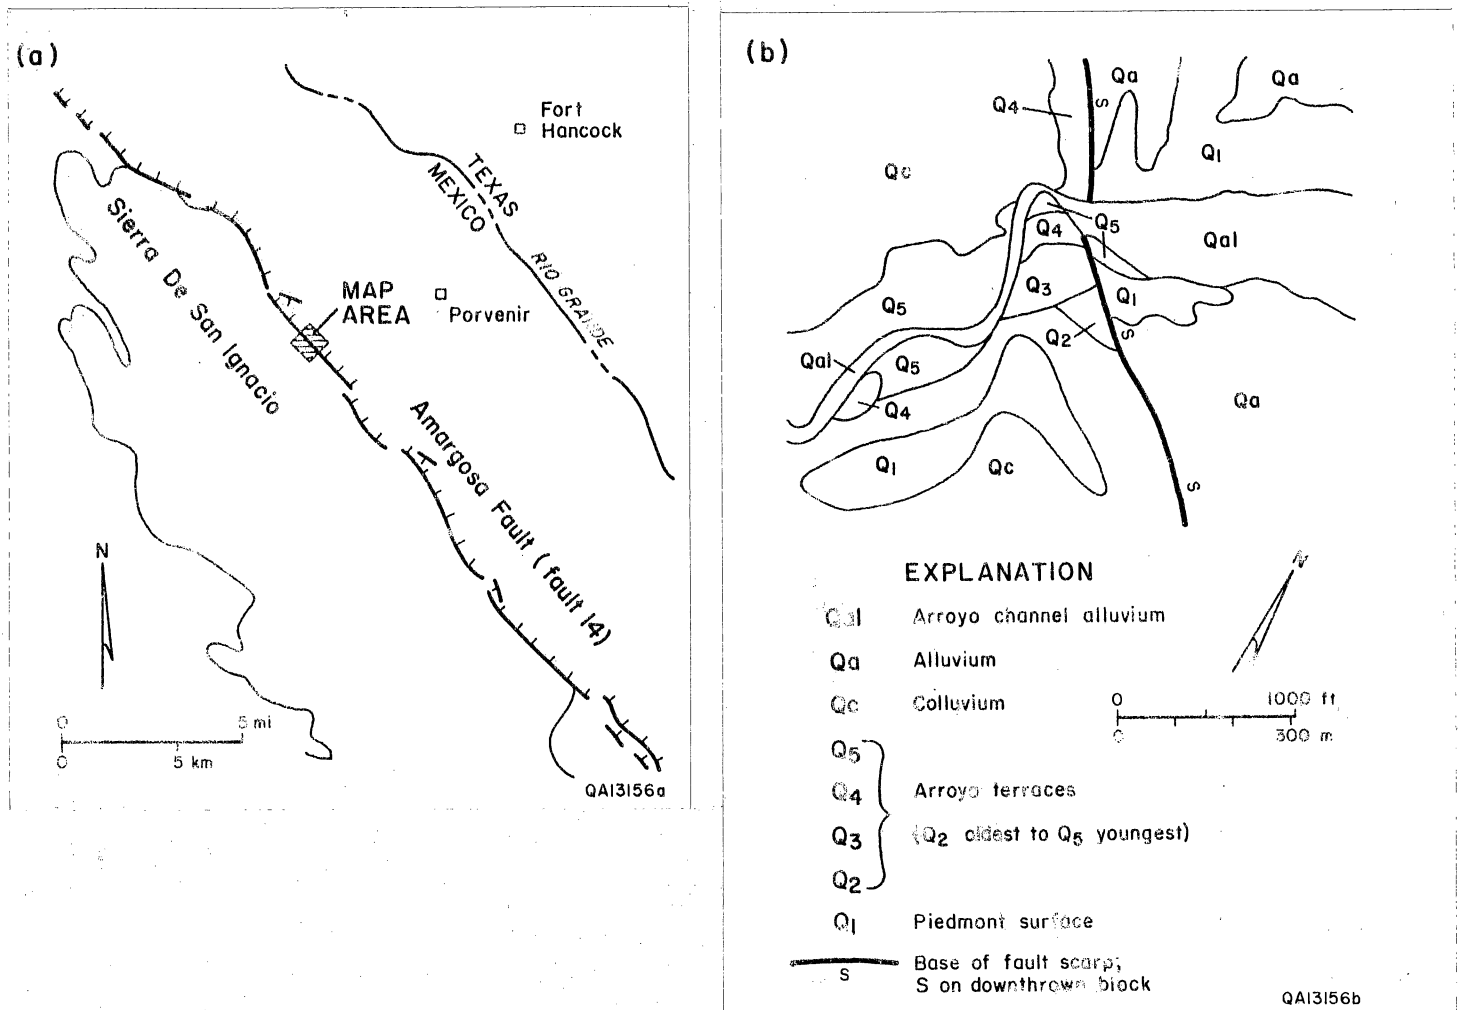 (a)
Fort
Hancock
TEXAS
MEXICO
RIO GRANDE
Sierra De San Ignacio
MAP
AREA
Porvenir
Amargosa Fault (fault 14)
N
0 5 mi
0 5 km
QA13156a
(b)
Qa
Qa
Q4
S
Q1
Qc
Q5
Q4
Qal
Q3
Q1
Q5
Q2
S
Qal
Q5
Qa
Q4
Q1
Qc
S
EXPLANATION
N
Qal Arroyo channel alluvium
Qa Alluvium
Qc Colluvium
0 1000 ft
0 300 m
Q5
Q4 Arroyo terraces
Q3 (Q2 oldest to Q5 youngest)
Q2
Q1 Piedmont surface
S Base of fault scarp;
S on downthrown block
QA13156b